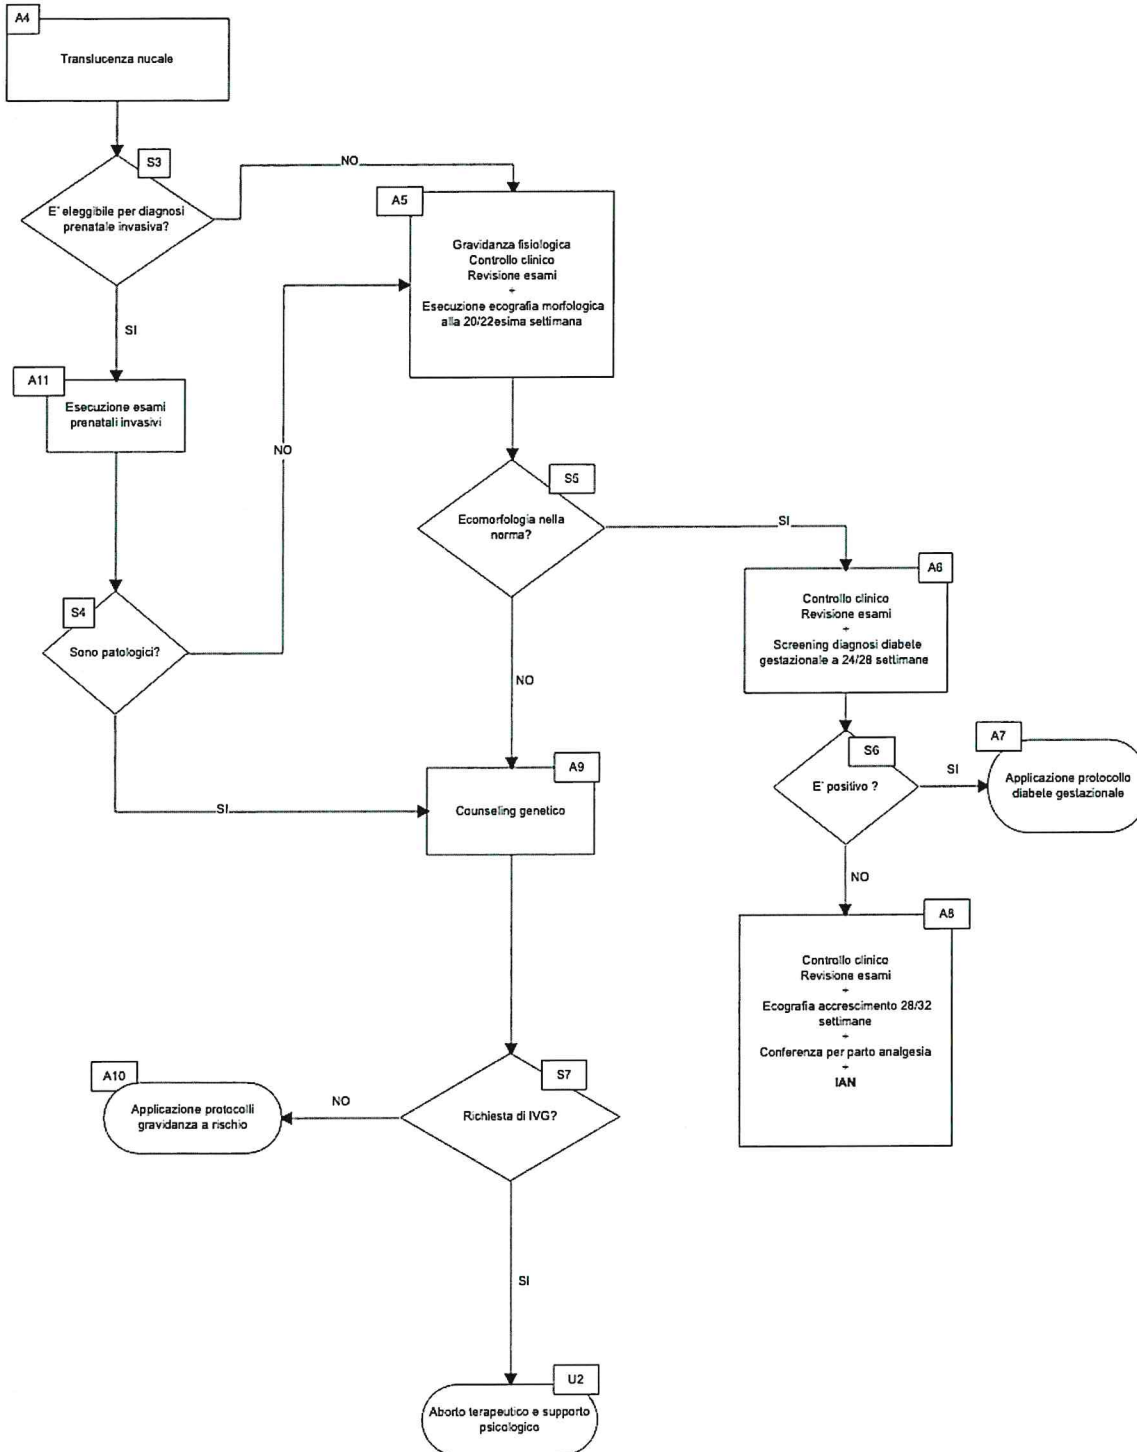 A4
Translucenza nucale
S3
E' eleggibile per diagnosi
prenatale invasiva?
NO
A5
Gravidanza fisiologica
Controllo clinico
Revisione esami
+
Esecuzione ecografia morfologica
alla 20/22esima settimana
SI
A11
Esecuzione esami
prenatali invasivi
NO
S5
Ecomorfologia nella
norma?
SI
A6
Controllo clinico
Revisione esami
+
Screening diagnosi diabete
gestazionale a 24/28 settimane
S4
Sono patologici?
NO
SI
A9
Counseling genetico
S6
E' positivo ?
SI
A7
Applicazione protocollo
diabete gestazionale
NO
A8
Controllo clinico
Revisione esami
+
Ecografia accrescimento 28/32
settimane
+
Conferenza per parto analgesia
+
IAN
S7
Richiesta di IVG?
NO
A10
Applicazione protocolli
gravidanza a rischio
SI
U2
Aborto terapeutico e supporto
psicologico